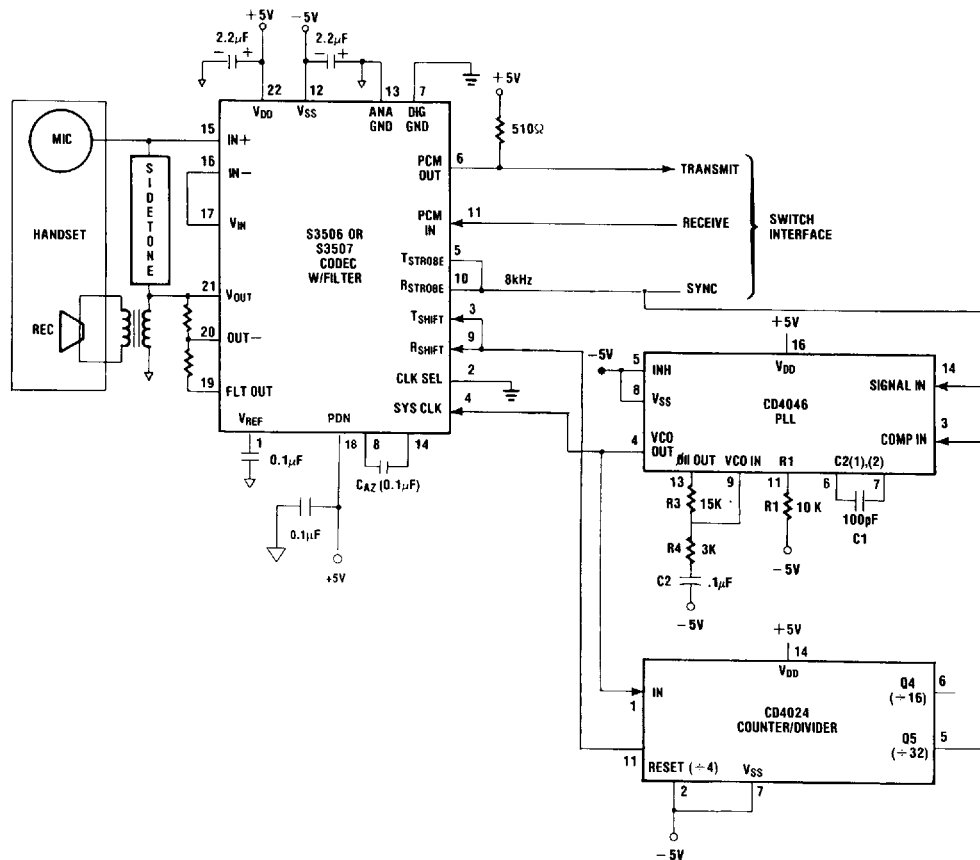 +5V
−5V
2.2µF
− +
2.2µF
− +
+5V
22
12
13
7
VDD
VSS
ANA GND
DIG GND
510Ω
MIC
15
IN+
16
IN−
17
VIN
SIDETONE
HANDSET
S3506 OR
S3507
CODEC
W/FILTER
PCM OUT
6
TRANSMIT
PCM IN
11
RECEIVE
SWITCH
INTERFACE
TSTROBE
5
RSTROBE
10
8kHz
SYNC
21
VOUT
REC
20
OUT−
19
FLT OUT
TSHIFT
3
RSHIFT
9
CLK SEL
2
SYS CLK
4
VREF
PDN
1
18
8
14
0.1µF
CAZ (0.1µF)
0.1µF
+5V
+5V
16
−5V
5
INH
VDD
8
VSS
SIGNAL IN
14
CD4046
PLL
4
VCO OUT
COMP IN
3
ØII OUT
VCO IN
R1
C2(1),(2)
13
9
11
6
7
R3
15K
R1
10 K
100pF
C1
R4
3K
−5V
C2
.1µF
−5V
+5V
14
VDD
IN
1
Q4
(÷16)
6
CD4024
COUNTER/DIVIDER
Q5
(÷32)
5
11
RESET (÷4)
VSS
2
7
−5V